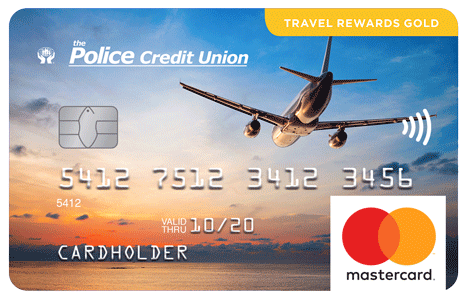 TRAVEL REWARDS GOLD
the
Police Credit Union
5412 7512 3412 3456
5412
VALID
THRU 10/20
CARDHOLDER
mastercard.